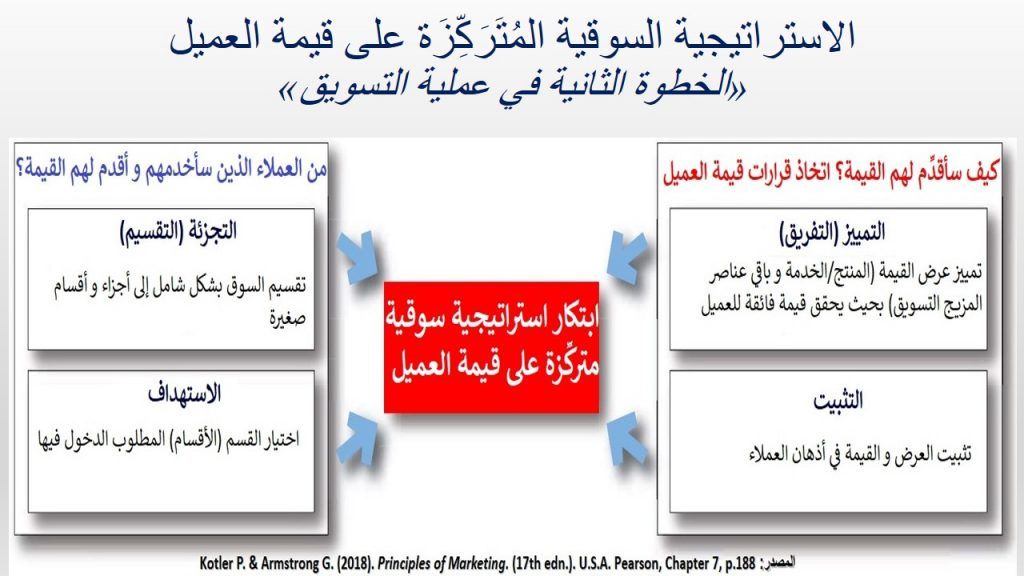 الاستراتيجية السوقية المُتَرَكِّزَة على قيمة العميل
«الخطوة الثانية في عملية التسويق»
كيف سأقدِّم لهم القيمة؟ اتخاذ قرارات قيمة العميل
التمييز (التفريق)
تمييز عرض القيمة (المنتج/الخدمة و باقي عناصر
المزيج التسويق) بحيث يحقق قيمة فائقة للعميل
التثبيت
تثبيت العرض و القيمة في أذهان العملاء
ابتكار استراتيجية سوقية
متركِّزة على قيمة العميل
من العملاء الذين سأخدمهم و أقدم لهم القيمة؟
التجزئة (التقسيم)
تقسيم السوق بشكل شامل إلى أجزاء و أقسام
صغيرة
الاستهداف
اختيار القسم (الأقسام) المطلوب الدخول فيها
المصدر: Kotler P. & Armstrong G. (2018). Principles of Marketing. (17th edn.). U.S.A. Pearson, Chapter 7, p.188